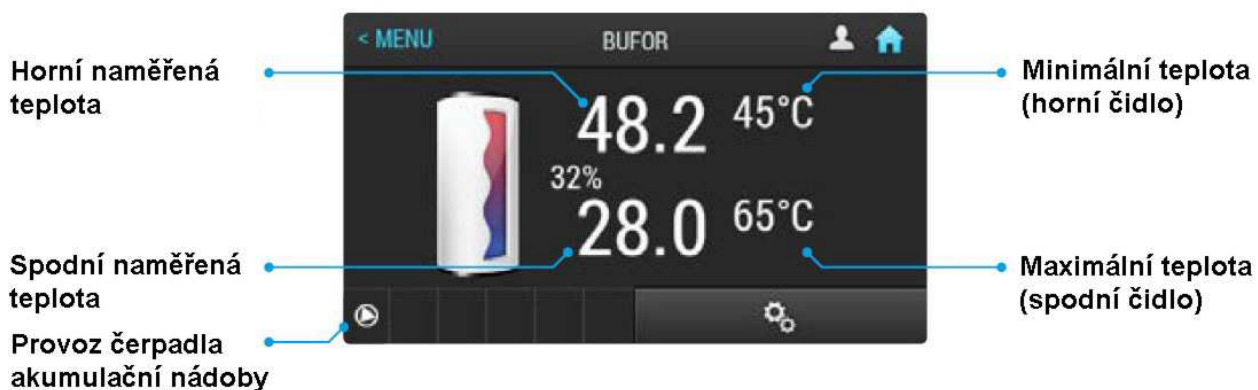 < MENU
BUFOR
Horní naměřená
teplota
48.2
45°C
Minimální teplota
(horní čidlo)
32%
28.0
65°C
Spodní naměřená
teplota
Maximální teplota
(spodní čidlo)
Provoz čerpadla
akumulační nádoby